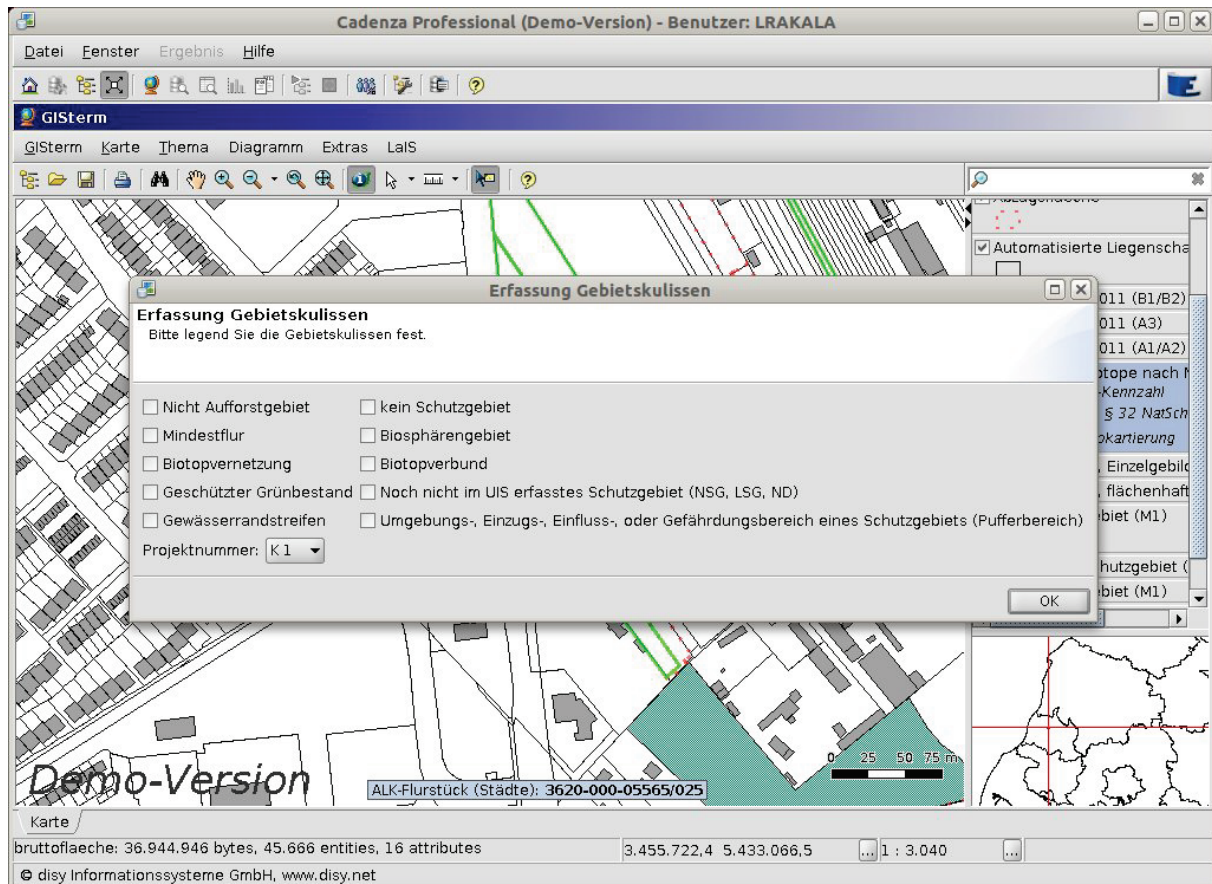 Cadenza Professional (Demo-Version) - Benutzer: LRAKALA
Datei Fenster Ergebnis Hilfe
GISterm
GISterm Karte Thema Diagramm Extras LaIS
Automatisierte Liegenscha
Erfassung Gebietskulissen
011 (B1/B2)
Erfassung Gebietskulissen
Bitte legend Sie die Gebietskulissen fest.
011 (A3)
011 (A1/A2)
otope nach N
-Kennzahl
§ 32 NatSch
okartierung
Nicht Aufforstgebiet
kein Schutzgebiet
Mindestflur
Biosphärengebiet
Biotopvernetzung
Biotopverbund
, Einzelgebild
Geschützter Grünbestand
Noch nicht im UIS erfasstes Schutzgebiet (NSG, LSG, ND)
, flächenhaft
Gewässerrandstreifen
Umgebungs-, Einzugs-, Einfluss-, oder Gefährdungsbereich eines Schutzgebiets (Pufferbereich)
biet (M1)
Projektnummer: K 1
hutzgebiet (
biet (M1)
OK
0 25 50 75 m
Demo-Version
ALK-Flurstück (Städte): 3620-000-05565/025
Karte
bruttoflaeche: 36.944.946 bytes, 45.666 entities, 16 attributes
3.455.722,4 5.433.066,5 ... 1 : 3.040 ...
© disy Informationssysteme GmbH, www.disy.net